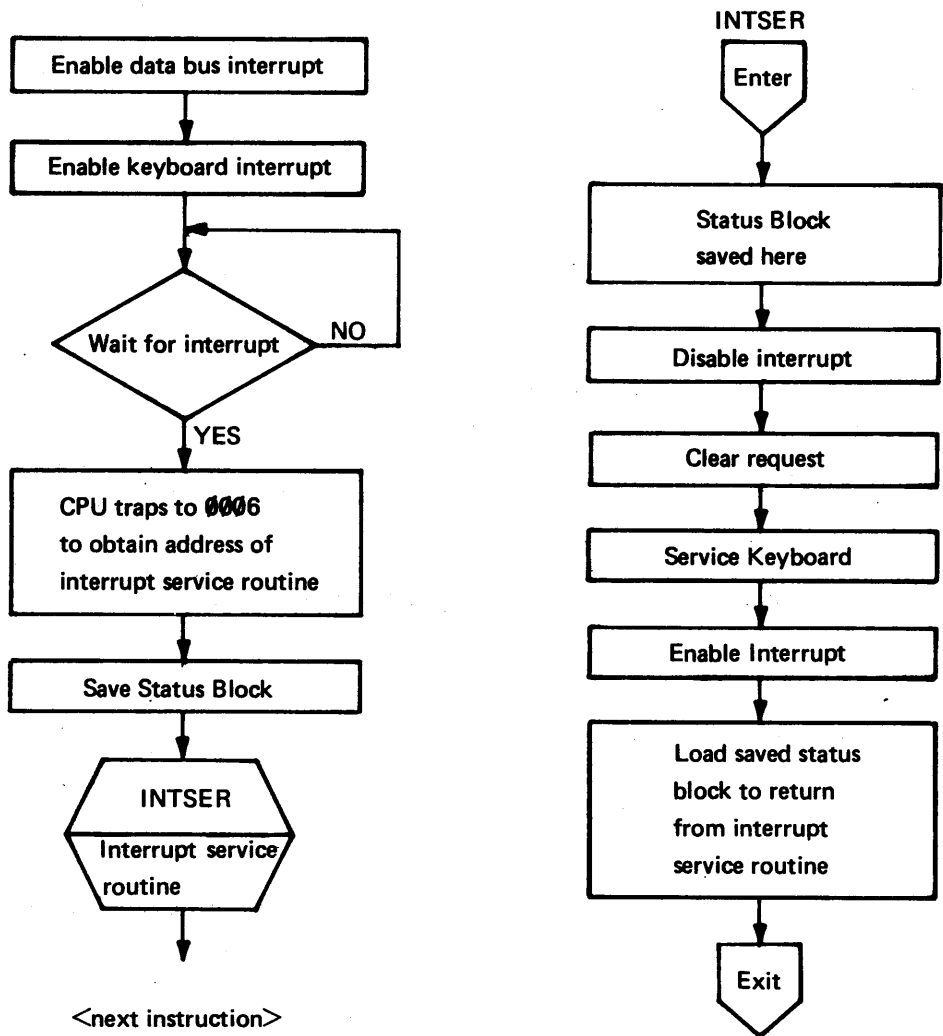 Enable data bus interrupt
Enable keyboard interrupt
Wait for interrupt
NO
YES
CPU traps to 0006
to obtain address of
interrupt service routine
Save Status Block
INTSER
Interrupt service
routine
<next instruction>
INTSER
Enter
Status Block
saved here
Disable interrupt
Clear request
Service Keyboard
Enable Interrupt
Load saved status
block to return
from interrupt
service routine
Exit